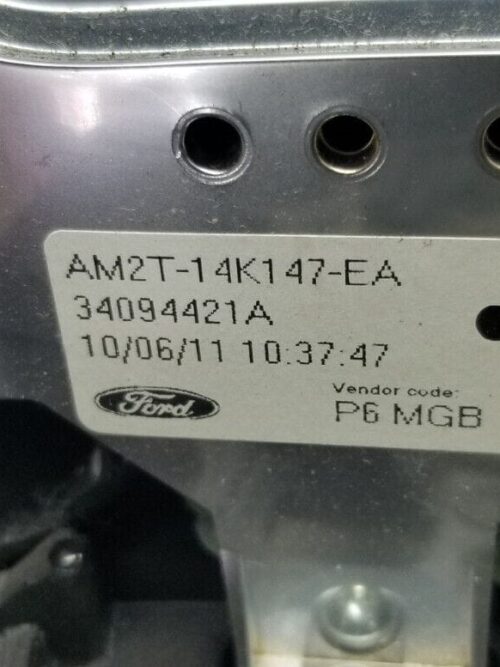 AM2T-14K147-EA
34094421A
10/06/11 10:37:47
Ford
Vendor code:
P6 MGB